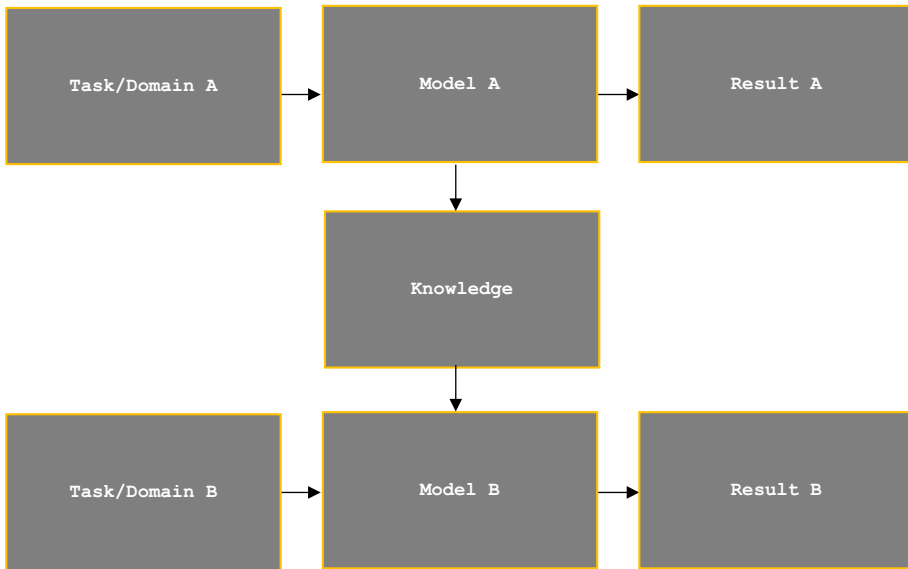 Task/Domain A
Model A
Result A
Knowledge
Task/Domain B
Model B
Result B